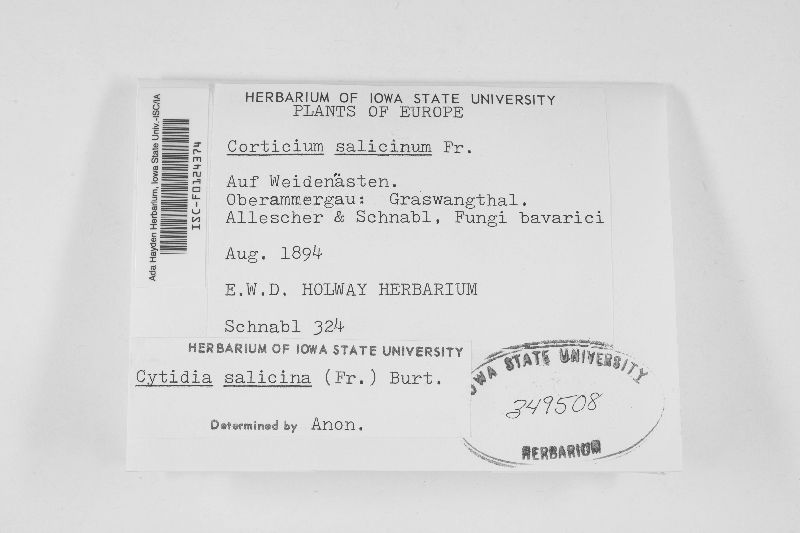 HERBARIUM OF IOWA STATE UNIVERSITY
PLANTS OF EUROPE
Corticium salicinum Fr.
Auf Weidenästen.
Oberammergau: Graswangthal.
Allescher & Schnabl, Fungi bavarici
Aug. 1894
E.W.D. HOLWAY HERBARIUM
Schnabl 324
HERBARIUM OF IOWA STATE UNIVERSITY
Cytidia salicina (Fr.) Burt.
Determined by Anon.
Ada Hayden Herbarium, Iowa State Univ.-ISC/IA
ISC-F0124374
IOWA STATE UNIVERSITY
349508
HERBARIUM